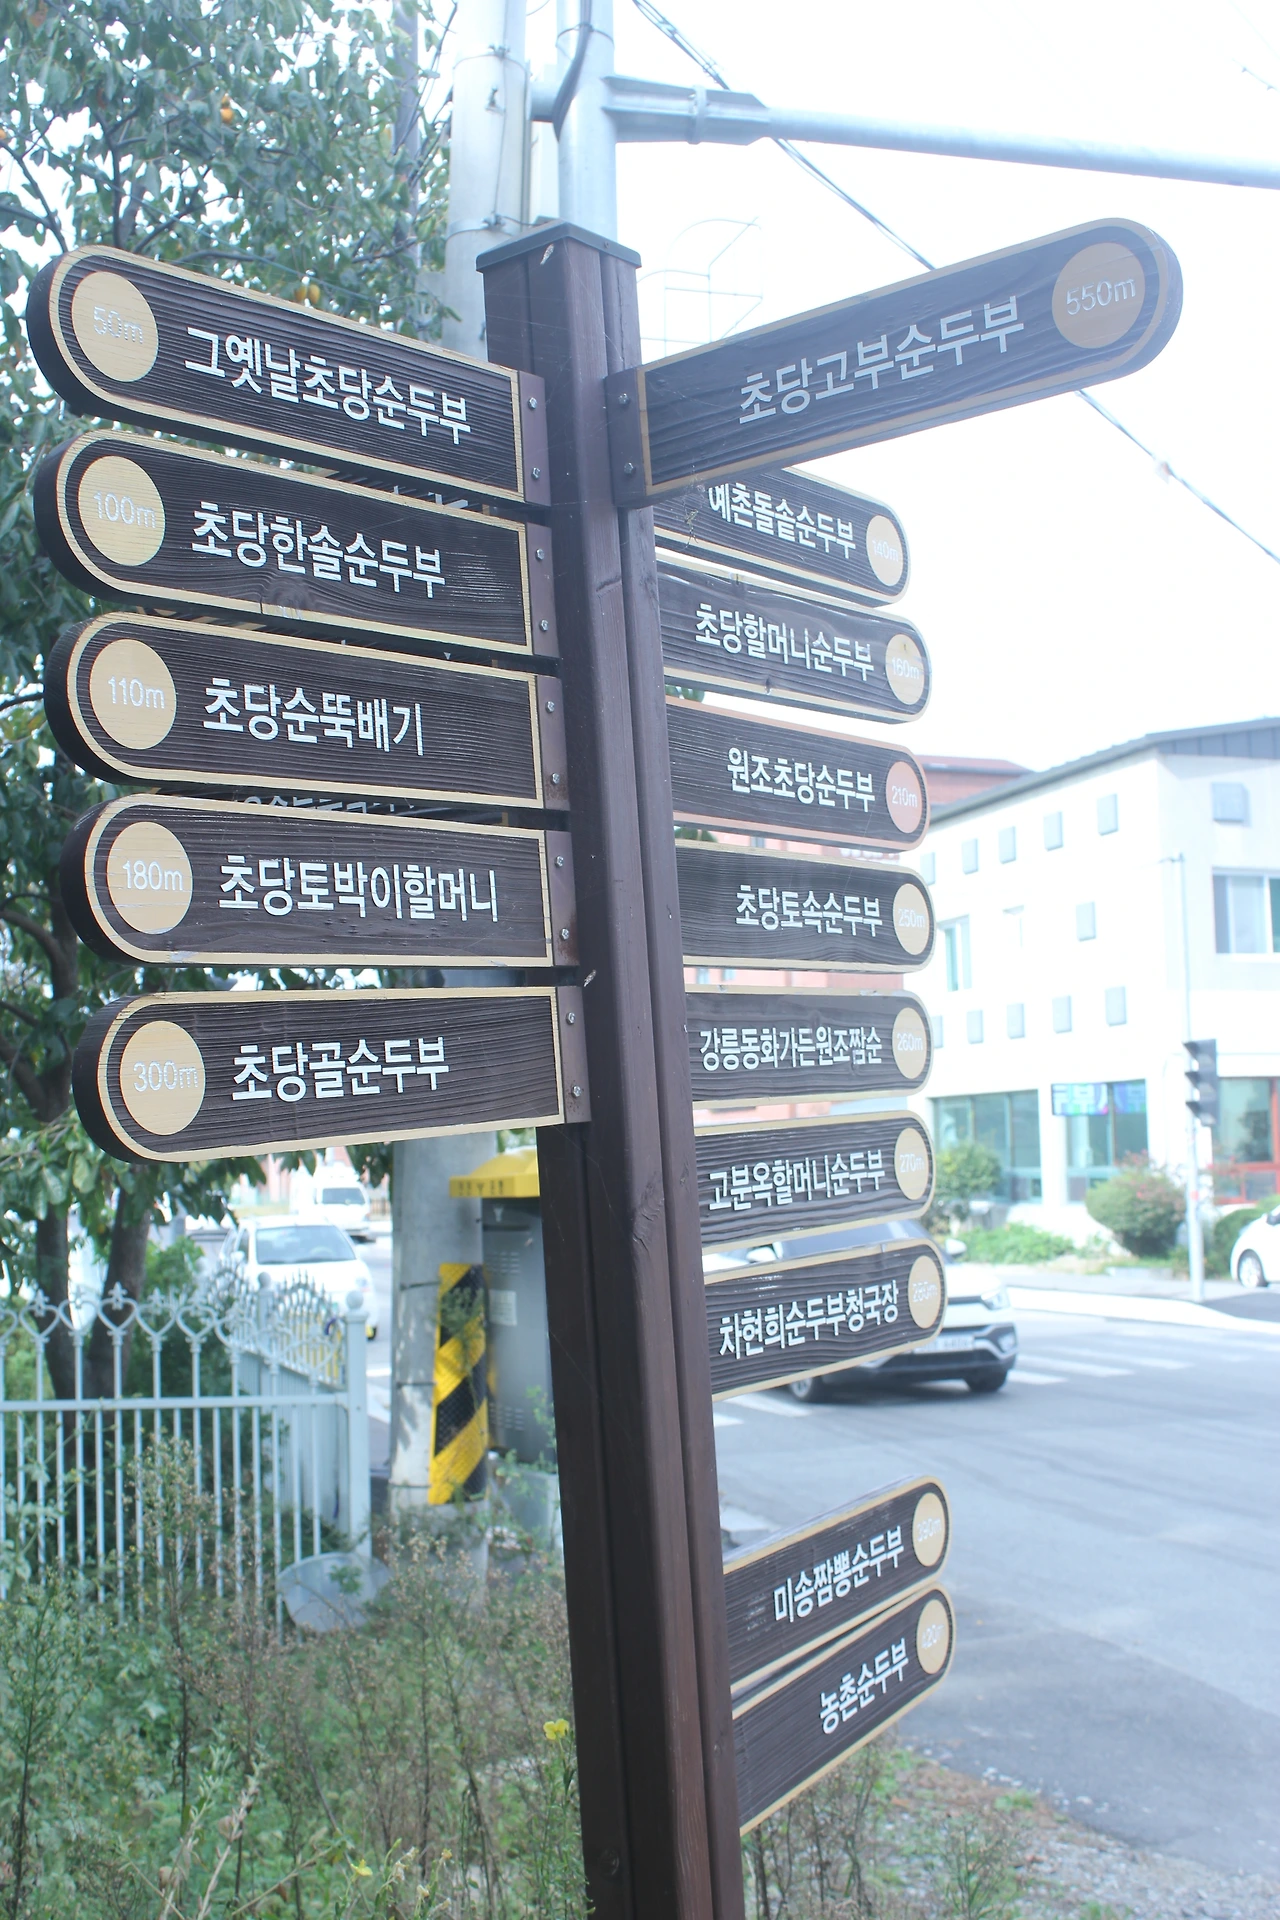 50m 그옛날초당순두부
100m 초당한솔순두부
110m 초당순뚝배기
180m 초당토박이할머니
300m 초당골순두부
초당고부순두부 550m
예촌돌솥순두부 140m
초당할머니순두부 160m
원조초당순두부 210m
초당토속순두부 250m
강릉동화가든원조짬순 260m
고분옥할머니순두부 270m
차현희순두부청국장
미송짬뽕순두부
농촌순두부